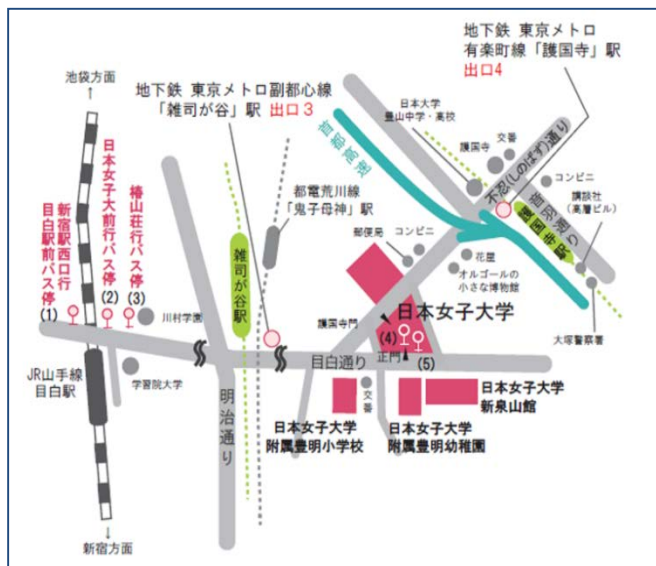 池袋方面
地下鉄 東京メトロ副都心線
「雑司が谷」駅 出口3
地下鉄 東京メトロ
有楽町線「護国寺」駅
出口4
日本大学
豊山中学・高校
護国寺
交番
不忍(しのばず)通り
音羽通り
コンビニ
講談社
(高層ビル)
護国寺駅
首都高速
都電荒川線
「鬼子母神」駅
新宿駅西口行
目白駅前バス停
(1)
日本女子大前行バス停
(2)
椿山荘行バス停
(3)
川村学園
雑司が谷駅
郵便局
コンビニ
花屋
オルゴールの
小さな博物館
大塚警察署
護国寺門
日本女子大学
(4)
正門
(5)
目白通り
JR山手線
目白駅
学習院大学
明治通り
交番
日本女子大学
附属豊明小学校
日本女子大学
附属豊明幼稚園
日本女子大学
新泉山館
新宿方面